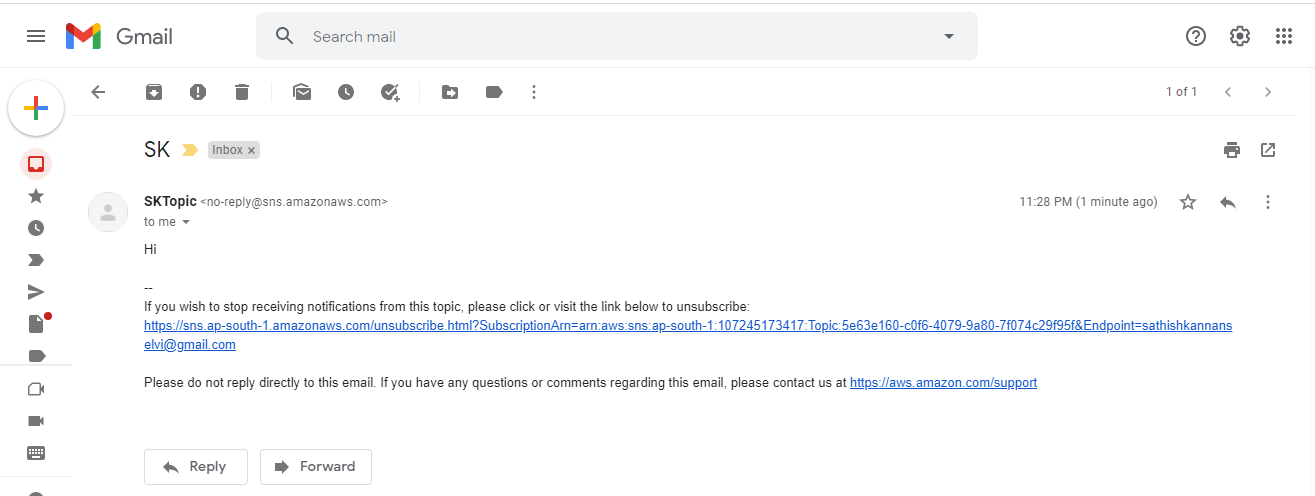 Gmail
Search mail
1 of 1
SK
Inbox ×
SKTopic <no-reply@sns.amazonaws.com>
11:28 PM (1 minute ago)
to me
Hi
--
If you wish to stop receiving notifications from this topic, please click or visit the link below to unsubscribe:
https://sns.ap-south-1.amazonaws.com/unsubscribe.html?SubscriptionArn=arn:aws:sns:ap-south-1:107245173417:Topic:5e63e160-c0f6-4079-9a80-7f074c29f95f&Endpoint=sathishkannans
elvi@gmail.com
Please do not reply directly to this email. If you have any questions or comments regarding this email, please contact us at https://aws.amazon.com/support
Reply
Forward